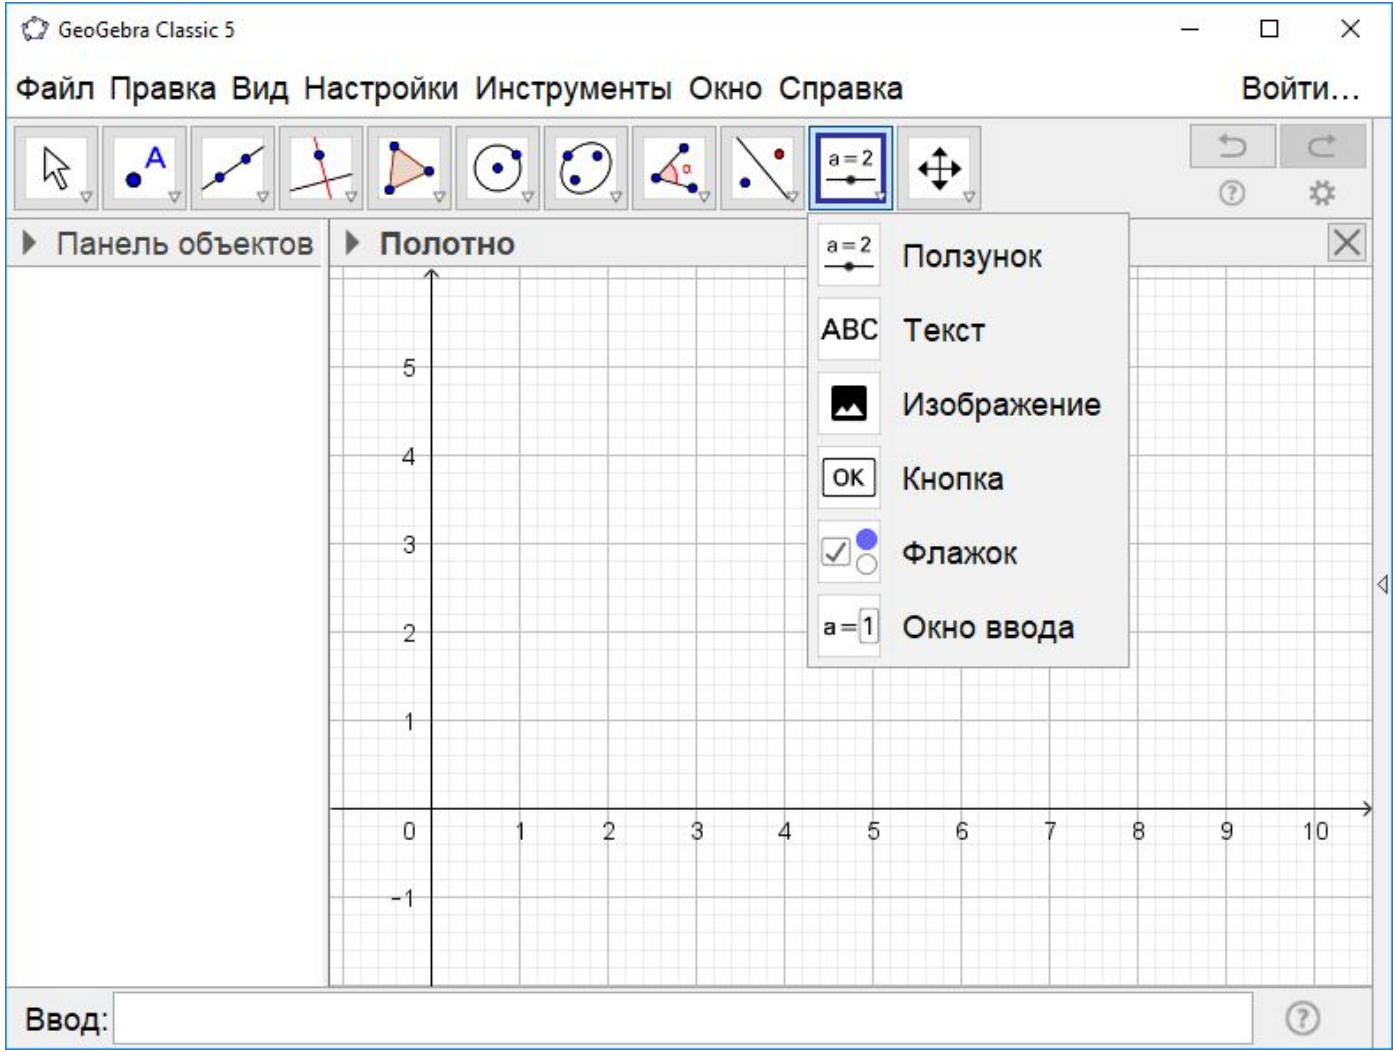 GeoGebra Classic 5
Файл Правка Вид Настройки Инструменты Окно Справка Войти...
A α a=2
Панель объектов Полотно
a=2 Ползунок
ABC Текст
Изображение
OK Кнопка
Флажок
a=1 Окно ввода
5
4
3
2
1
0 1 2 3 4 5 6 7 8 9 10
-1
Ввод: